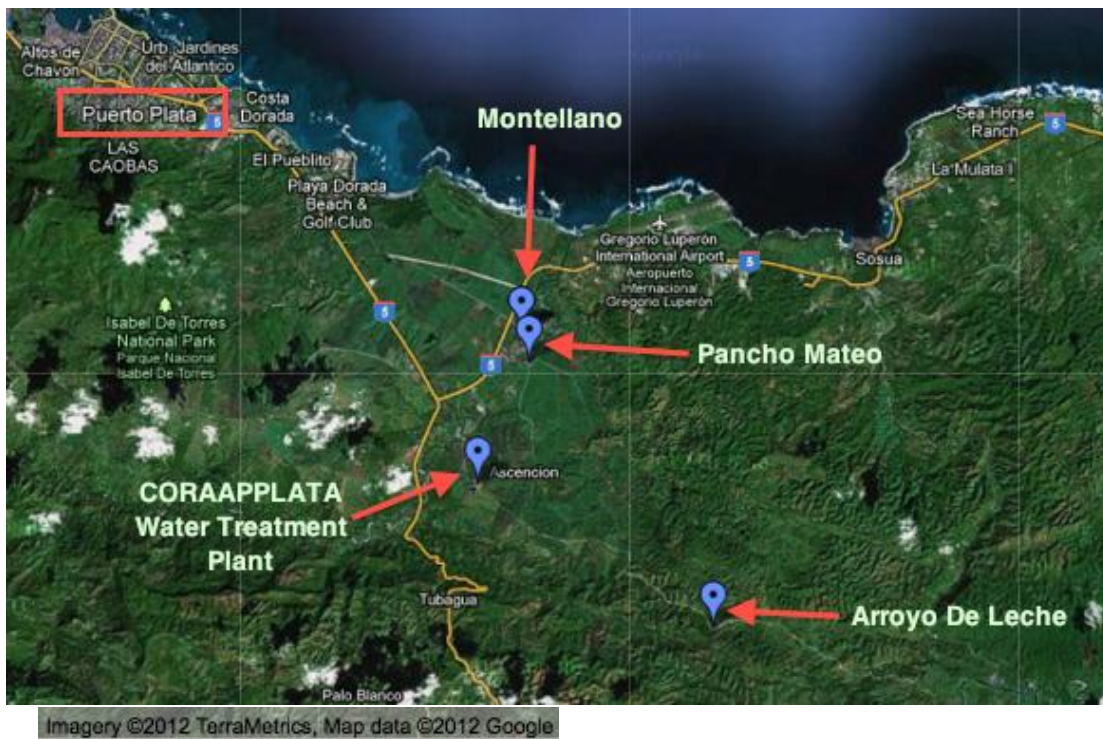 Altos de
Chavón
Urb. Jardines
del Atlantico
Puerto Plata
5
Costa
Dorada
LAS
CAOBAS
El Pueblito
Playa Dorada
Beach &
Golf Club
Montellano
Sea Horse
Ranch
5
La Mulata I
Gregorio Luperón
International Airport
Aeropuerto
Internacional
Gregorio Luperón
5
Sosua
Isabel De Torres
National Park
Parque Nacional
Isabel De Torres
5
5
Pancho Mateo
Ascencion
CORAAPPLATA
Water Treatment
Plant
Tubagua
Arroyo De Leche
Palo Blanco
Imagery ©2012 TerraMetrics, Map data ©2012 Google